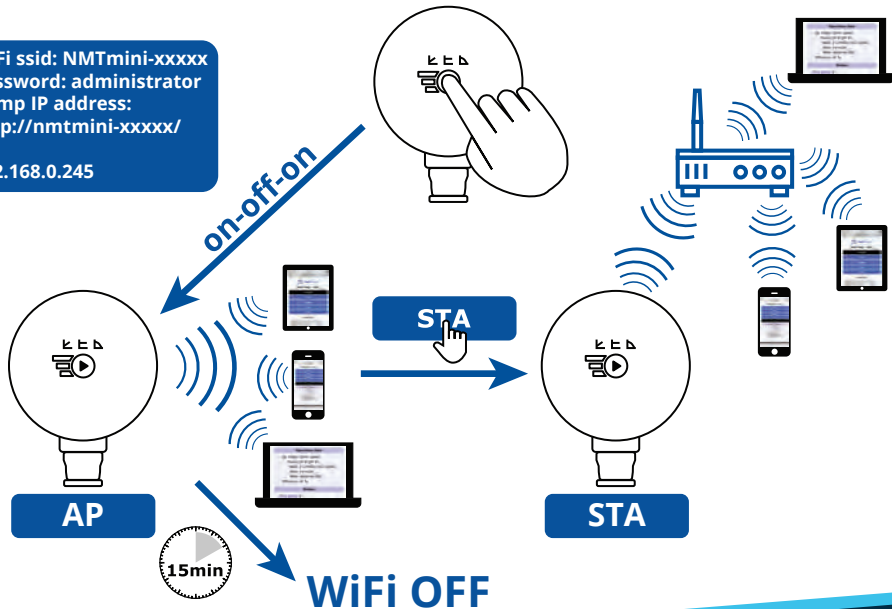 Fi ssid: NMTmini-xxxxx
ssword: administrator
mp IP address:
p://nmtmini-xxxxx/
2.168.0.245
on-off-on
STA
AP
STA
15min
WiFi OFF